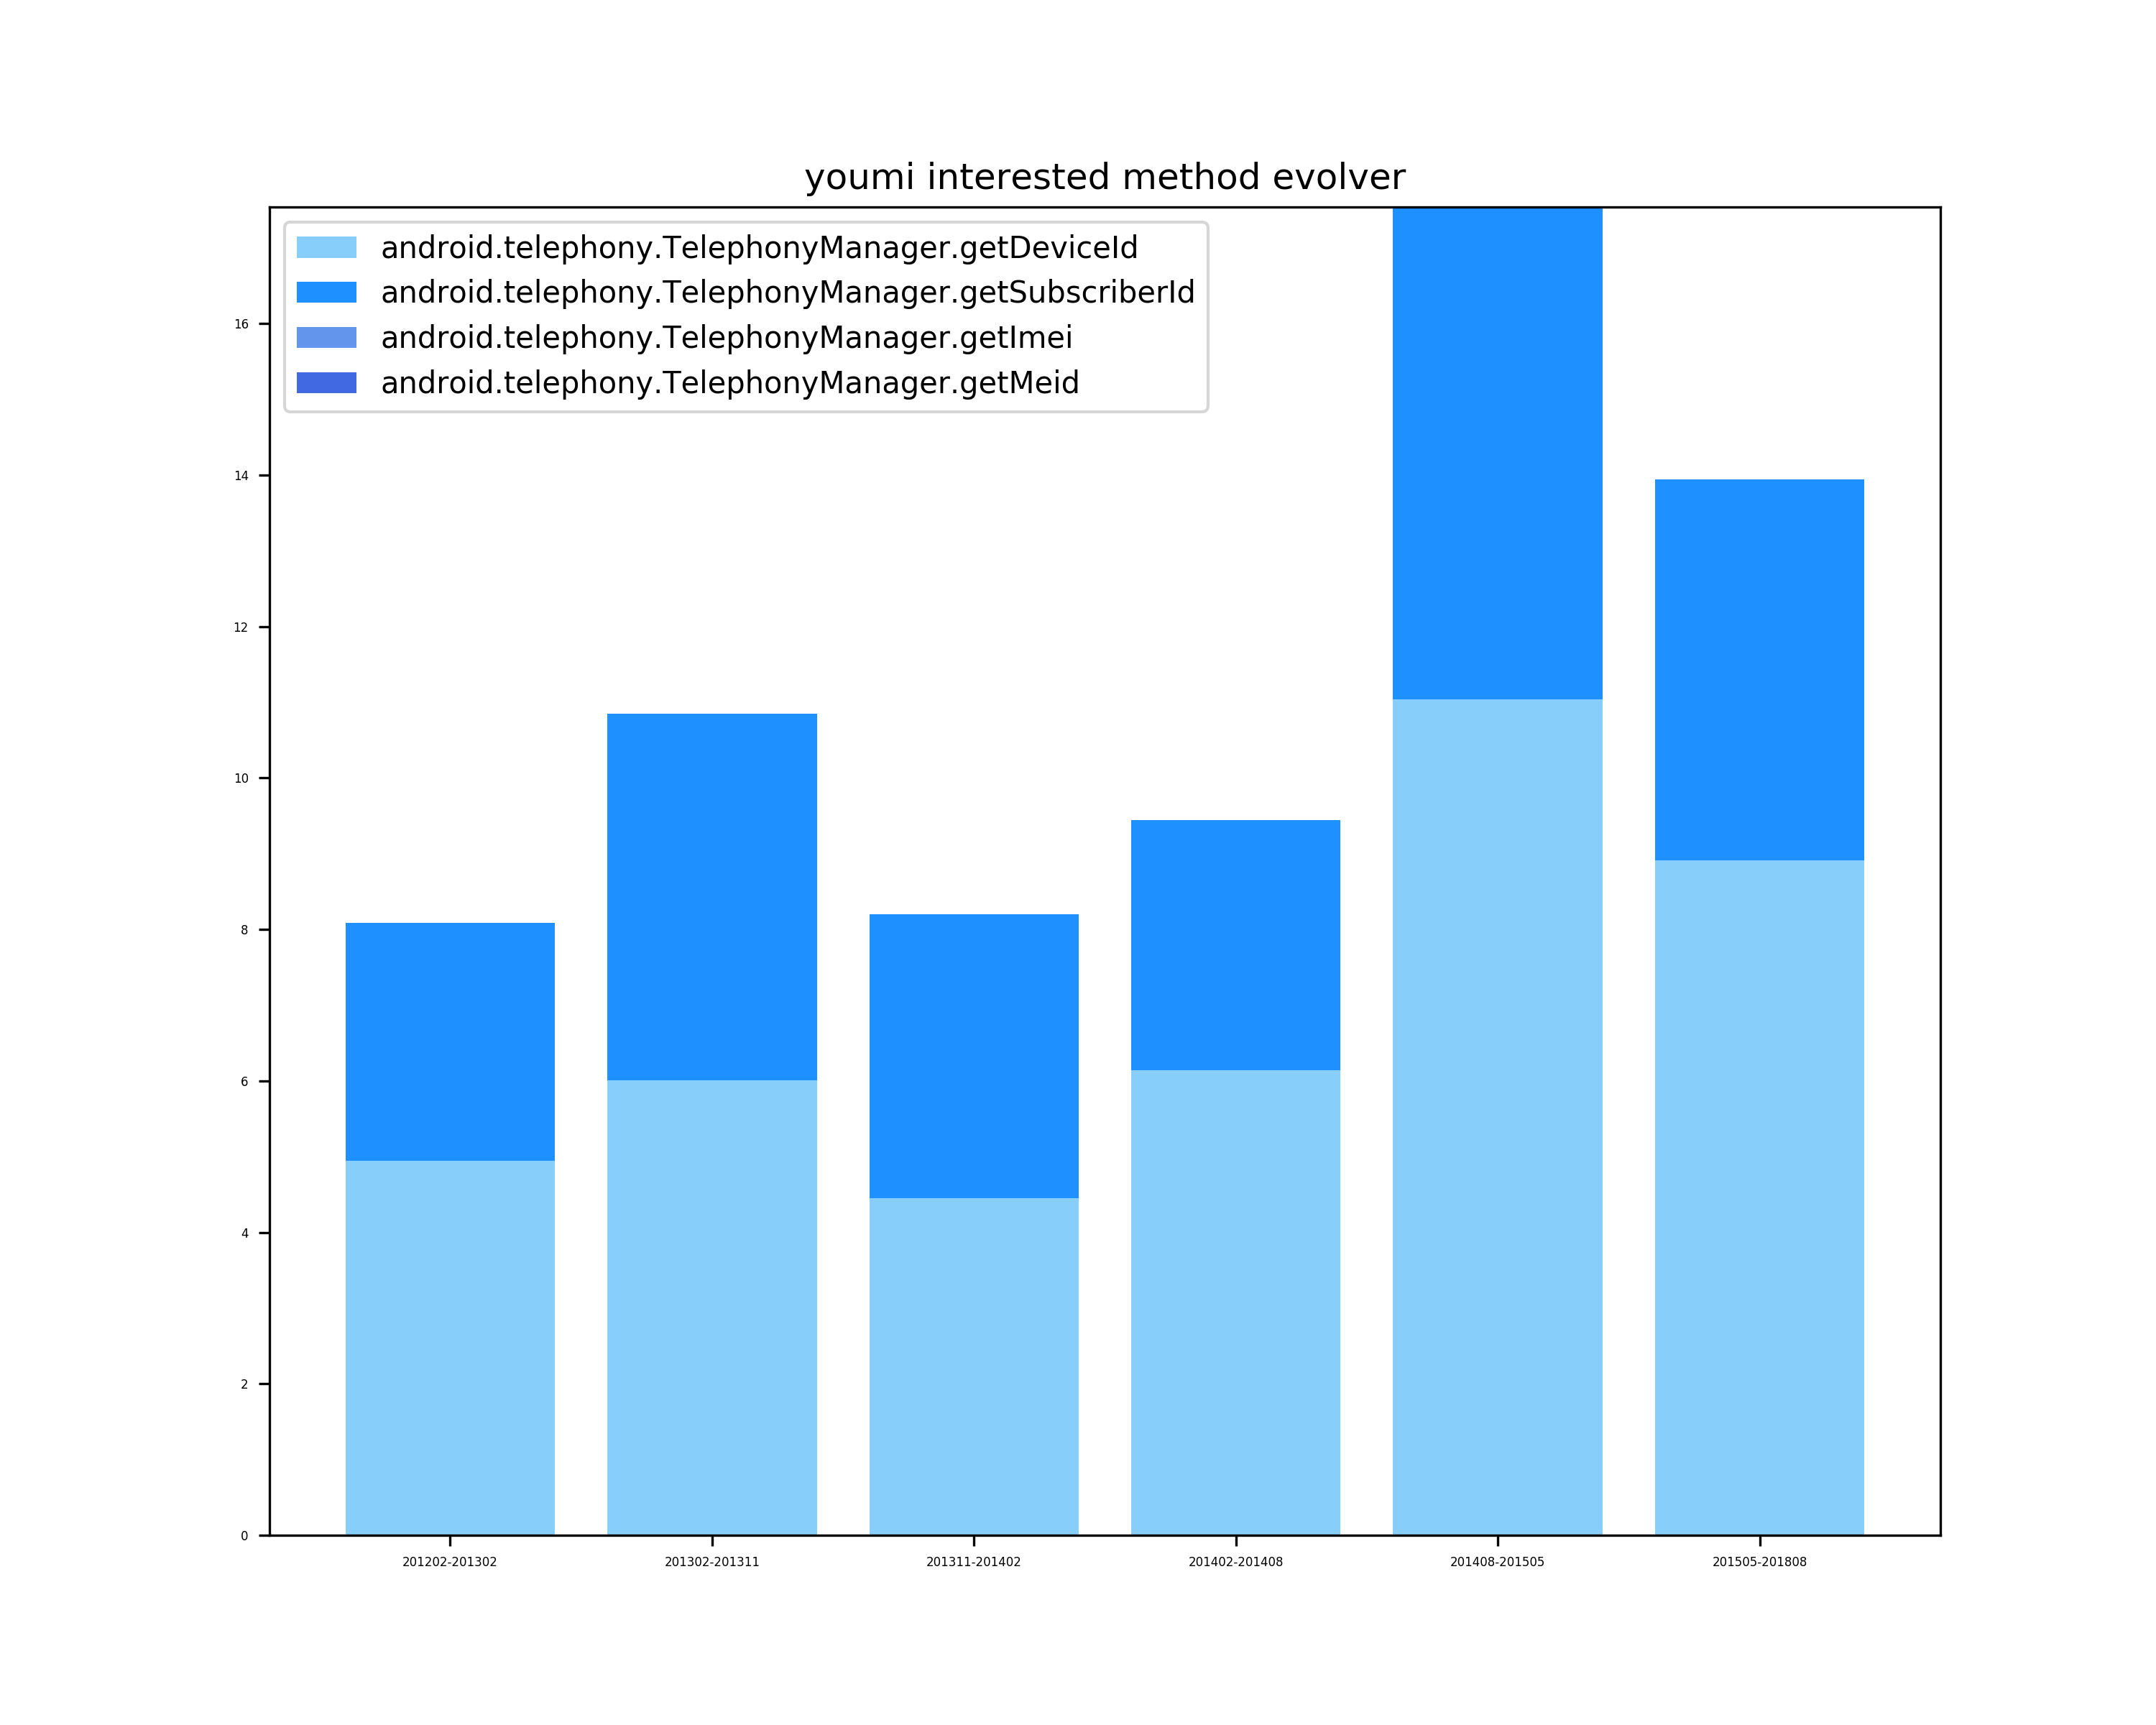 youmi interested method evolver
android.telephony.TelephonyManager.getDeviceId
android.telephony.TelephonyManager.getSubscriberId
android.telephony.TelephonyManager.getImei
android.telephony.TelephonyManager.getMeid
16
14
12
10
8
6
4
2
0
201202-201302 201302-201311 201311-201402 201402-201408 201408-201505 201505-201808